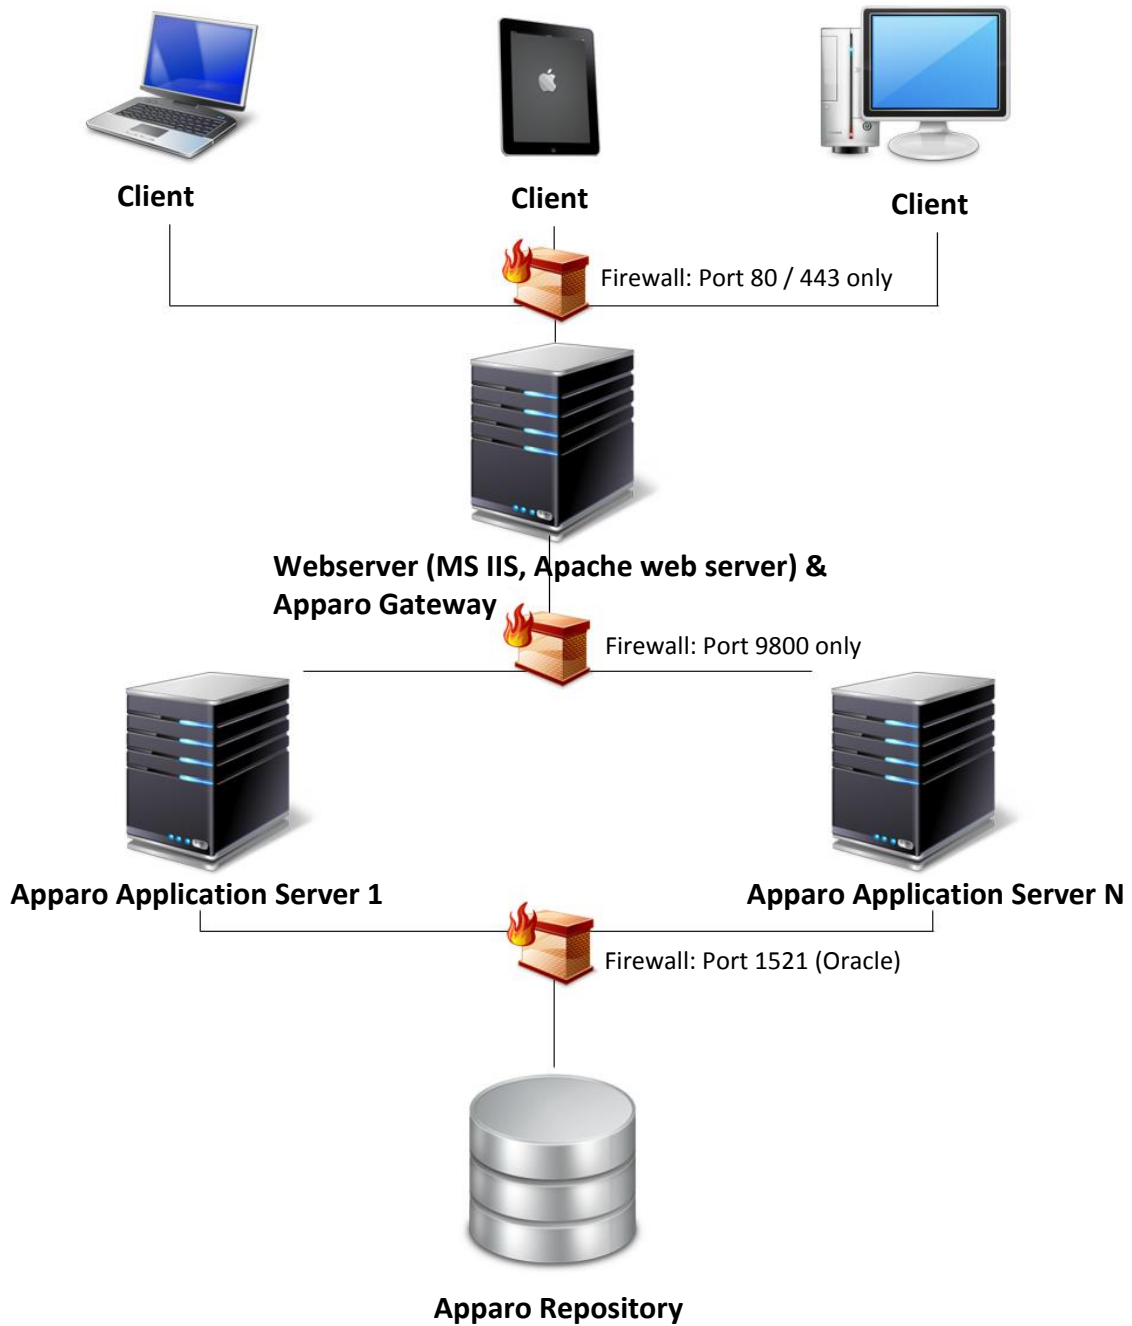 Client
Client
Client
Firewall: Port 80 / 443 only
Webserver (MS IIS, Apache web server) &
Apparo Gateway
Firewall: Port 9800 only
Apparo Application Server 1
Apparo Application Server N
Firewall: Port 1521 (Oracle)
Apparo Repository